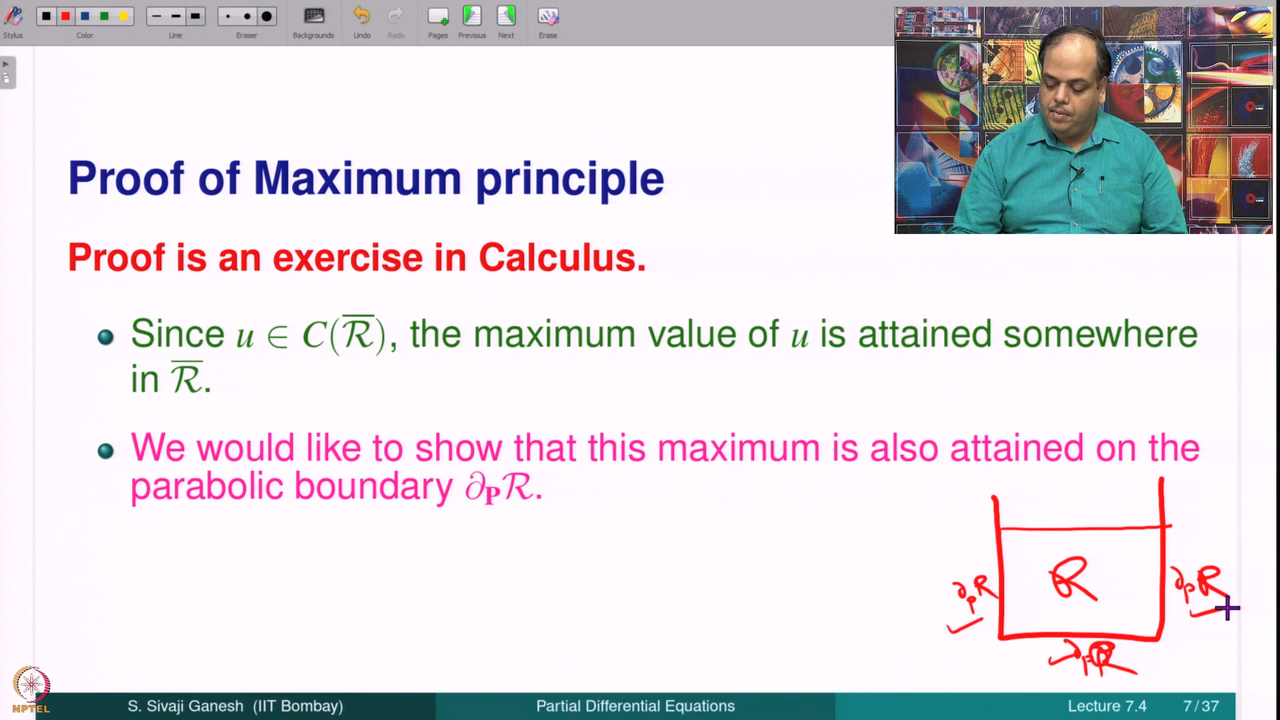 Stylus
Color
Line
Eraser
Backgrounds
Undo
Redo
Pages
Previous
Next
Erase
Proof of Maximum principle
Proof is an exercise in Calculus.
Since u ∈ C(R̅), the maximum value of u is attained somewhere
in R̅.
We would like to show that this maximum is also attained on the
parabolic boundary ∂ₚR.
R
∂ₚR
∂ₚR
∂ₚR
NPTEL
S. Sivaji Ganesh (IIT Bombay)
Partial Differential Equations
Lecture 7.4
7/37